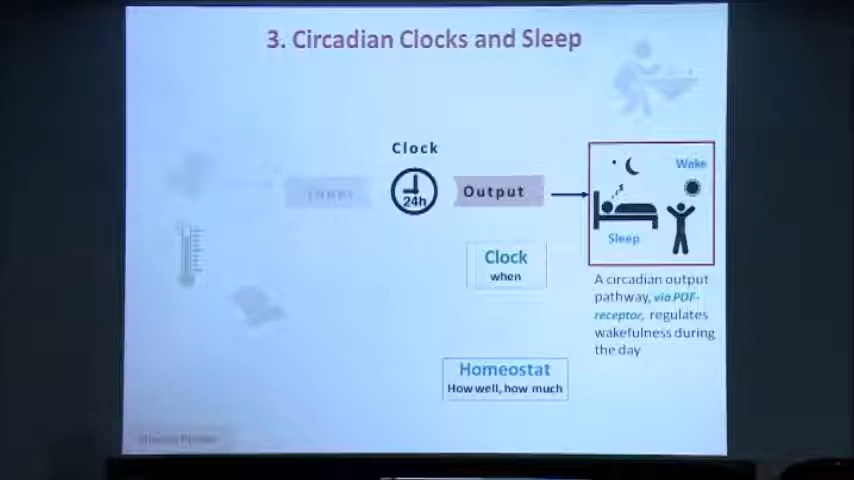 3. Circadian Clocks and Sleep
Clock
24h
Input
Output
Wake
Sleep
Clock
when
A circadian output
pathway, via PDF-
receptor, regulates
wakefulness during
the day
Homeostat
How well, how much